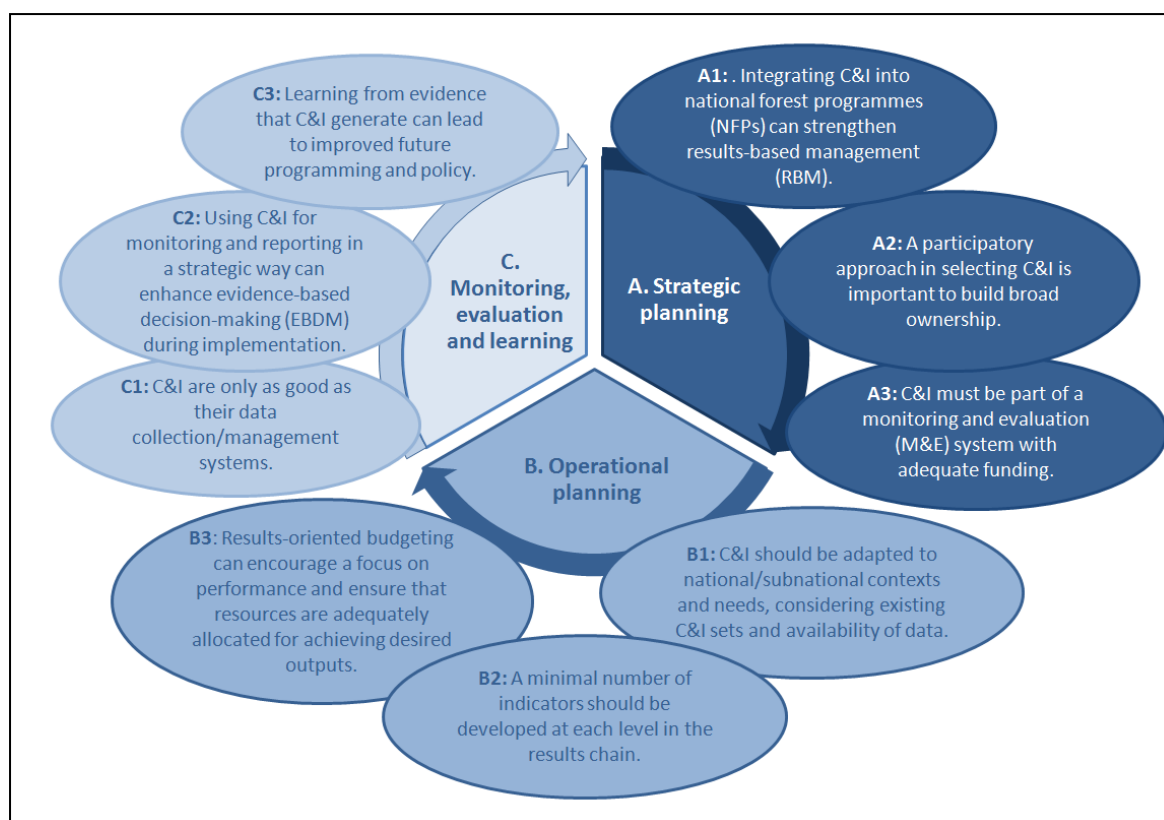 A. Strategic
planning
A1: . Integrating C&I into
national forest programmes
(NFPs) can strengthen
results-based management
(RBM).
A2: A participatory
approach in selecting C&I is
important to build broad
ownership.
A3: C&I must be part of a
monitoring and evaluation
(M&E) system with
adequate funding.
B. Operational
planning
B1: C&I should be adapted to
national/subnational contexts
and needs, considering existing
C&I sets and availability of data.
B2: A minimal number of
indicators should be
developed at each level in the
results chain.
B3: Results-oriented budgeting
can encourage a focus on
performance and ensure that
resources are adequately
allocated for achieving desired
outputs.
C.
Monitoring,
evaluation
and learning
C1: C&I are only as good as
their data
collection/management
systems.
C2: Using C&I for
monitoring and reporting in
a strategic way can
enhance evidence-based
decision-making (EBDM)
during implementation.
C3: Learning from evidence
that C&I generate can lead
to improved future
programming and policy.